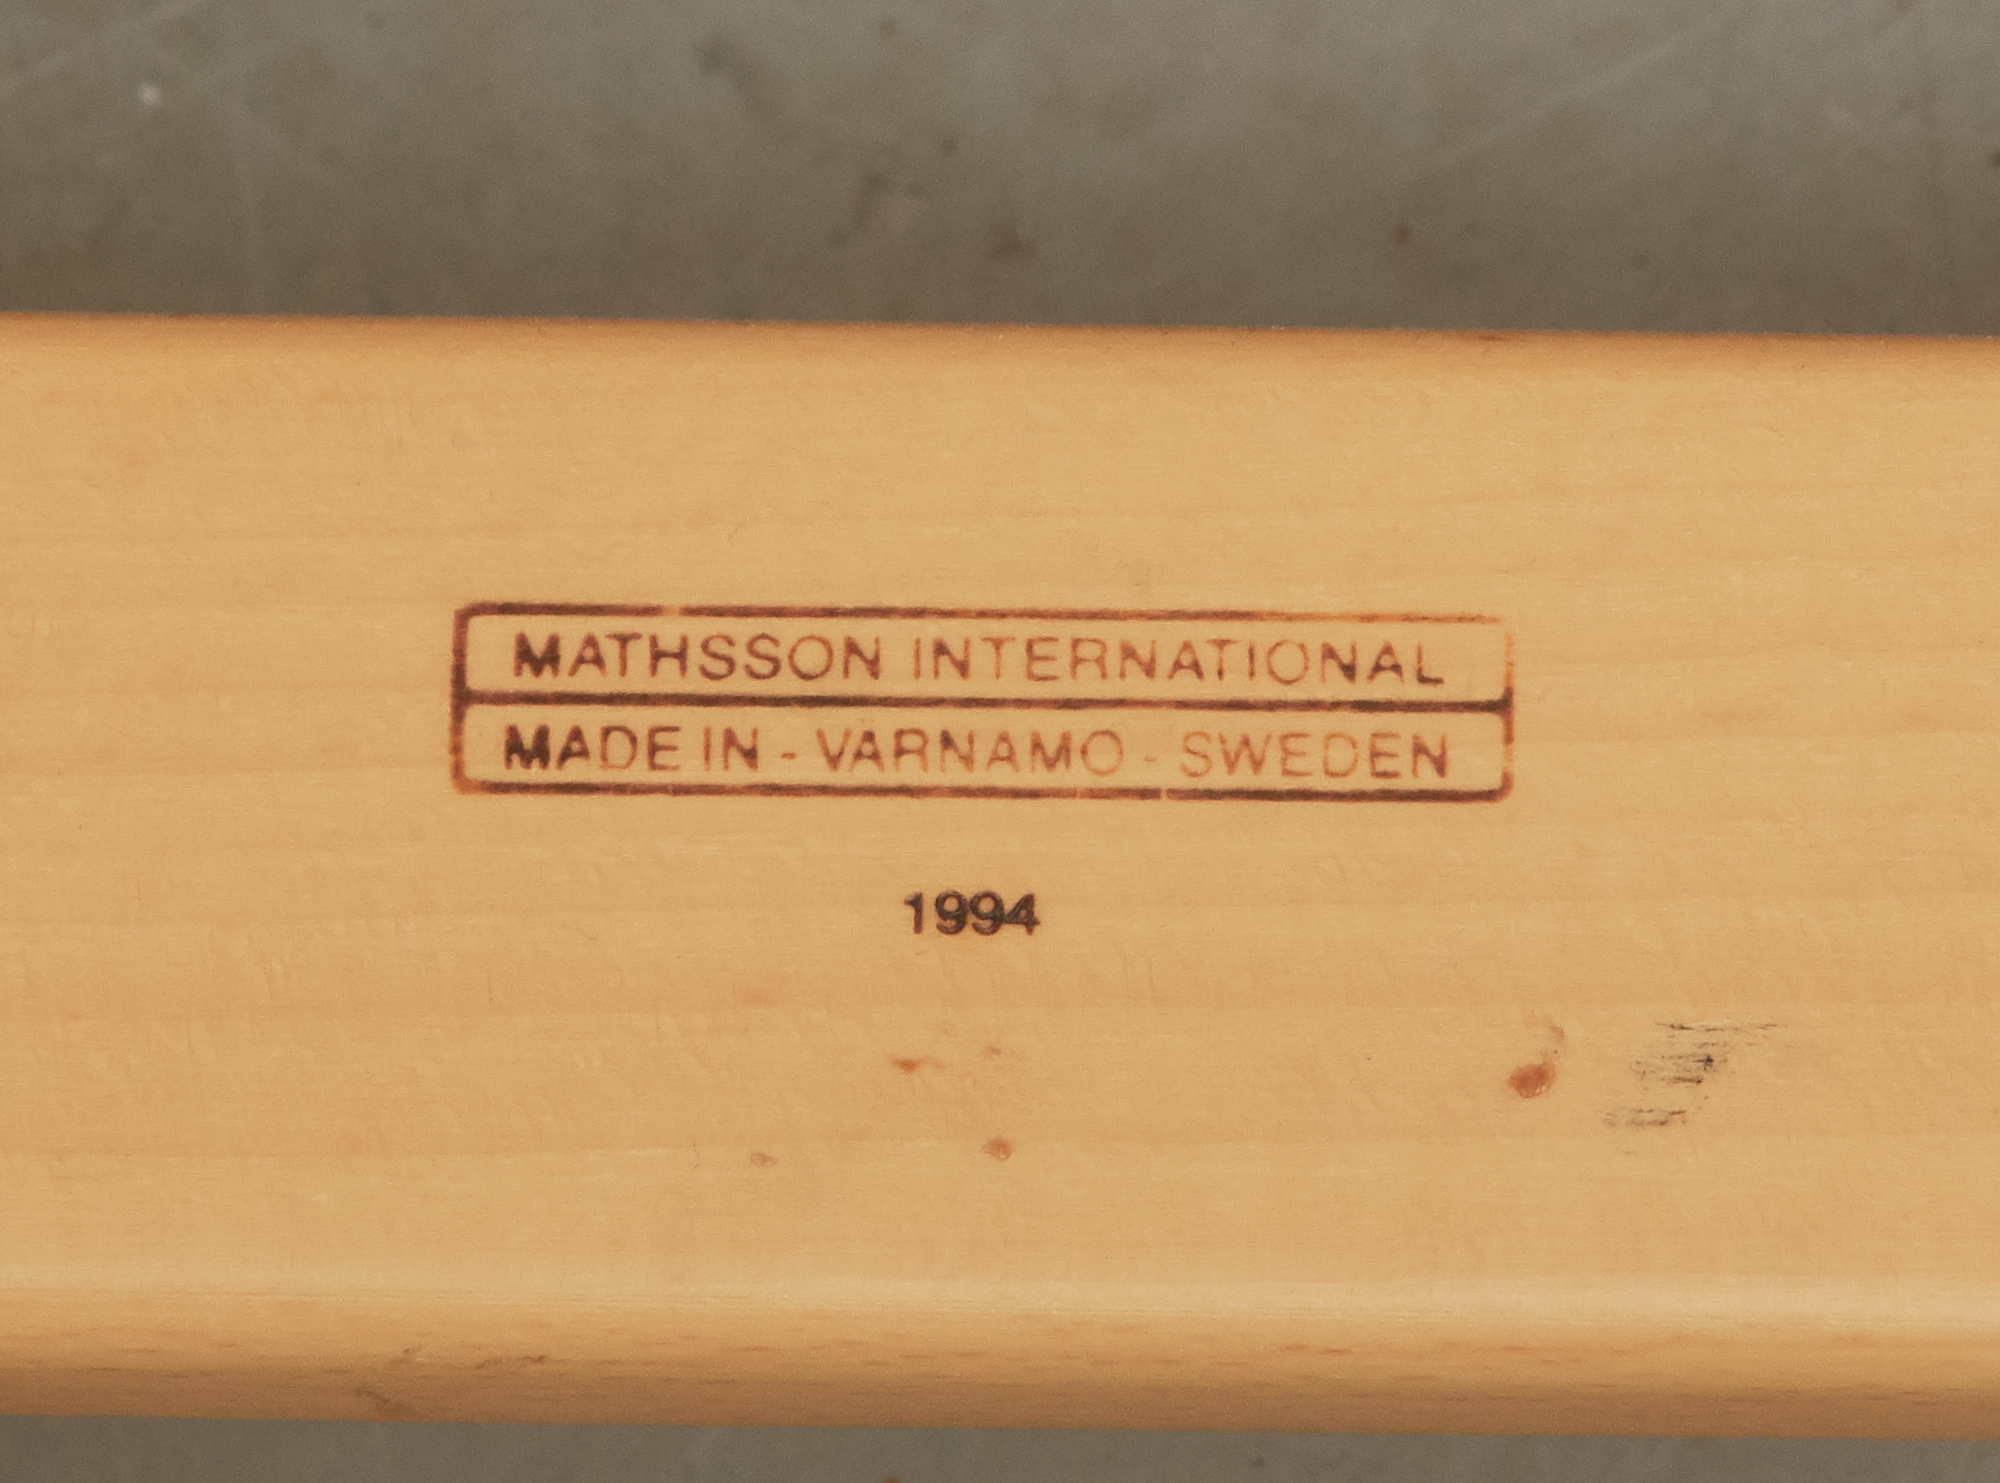 MATHSSON INTERNATIONAL
MADE IN - VÄRNAMO - SWEDEN
1994